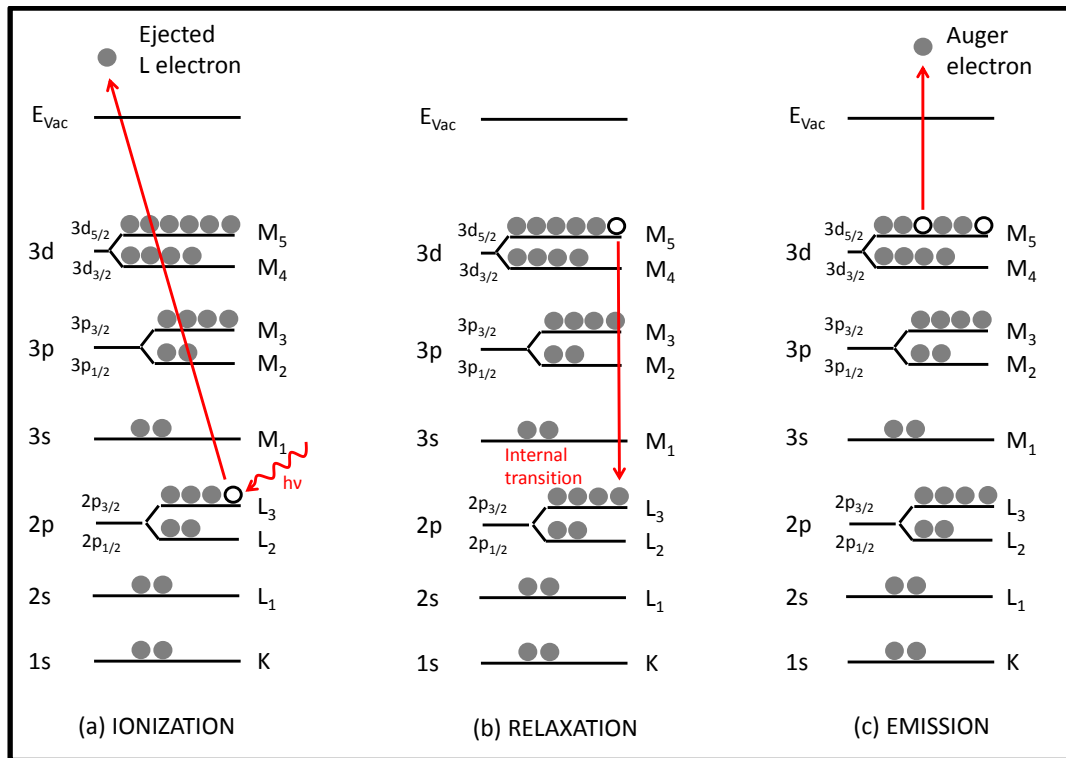 Ejected
L electron
E_Vac
3d_5/2
3d
3d_3/2
M_5
M_4
3p_3/2
3p
3p_1/2
M_3
M_2
3s
M_1
hν
2p_3/2
2p
2p_1/2
L_3
L_2
2s
L_1
1s
K
(a) IONIZATION
E_Vac
3d_5/2
3d
3d_3/2
M_5
M_4
3p_3/2
3p
3p_1/2
M_3
M_2
3s
M_1
Internal
transition
2p_3/2
2p
2p_1/2
L_3
L_2
2s
L_1
1s
K
(b) RELAXATION
Auger
electron
E_Vac
3d_5/2
3d
3d_3/2
M_5
M_4
3p_3/2
3p
3p_1/2
M_3
M_2
3s
M_1
2p_3/2
2p
2p_1/2
L_3
L_2
2s
L_1
1s
K
(c) EMISSION